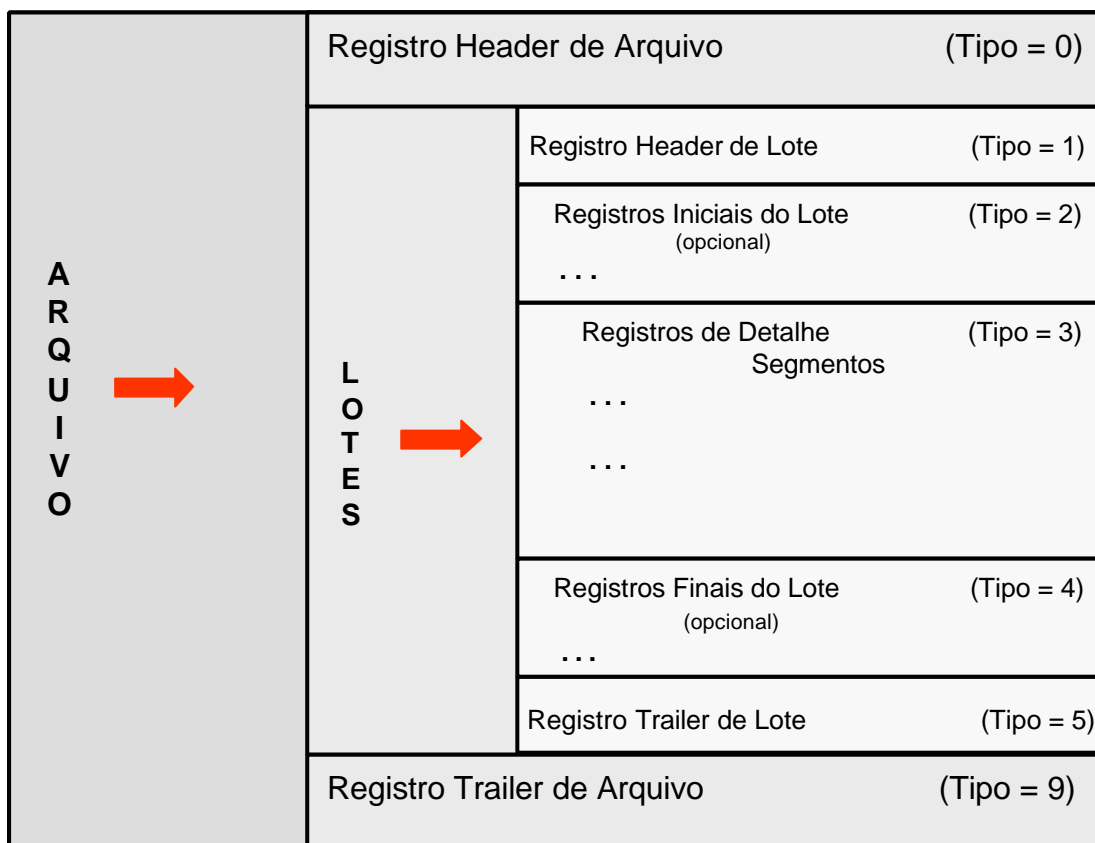 Registro Header de Arquivo (Tipo = 0)
A
R
Q
U
I
V
O
L
O
T
E
S
Registro Header de Lote (Tipo = 1)
Registros Iniciais do Lote (Tipo = 2)
(opcional)
. . .
Registros de Detalhe (Tipo = 3)
Segmentos
. . .
. . .
Registros Finais do Lote (Tipo = 4)
(opcional)
. . .
Registro Trailer de Lote (Tipo = 5)
Registro Trailer de Arquivo (Tipo = 9)